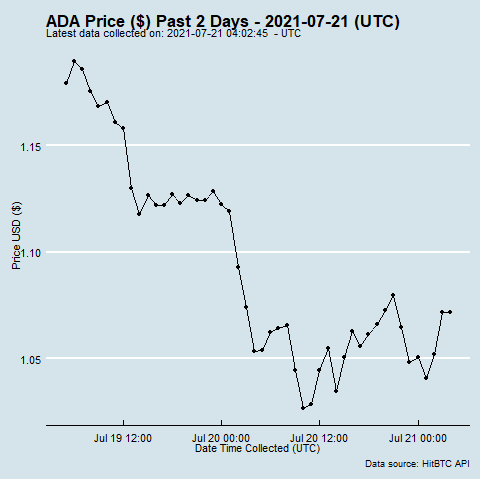 ADA Price ($) Past 2 Days - 2021-07-21 (UTC)
Latest data collected on: 2021-07-21 04:02:45  - UTC
Price USD ($)
1.15
1.10
1.05
Jul 19 12:00
Jul 20 00:00
Jul 20 12:00
Jul 21 00:00
Date Time Collected (UTC)
Data source: HitBTC API